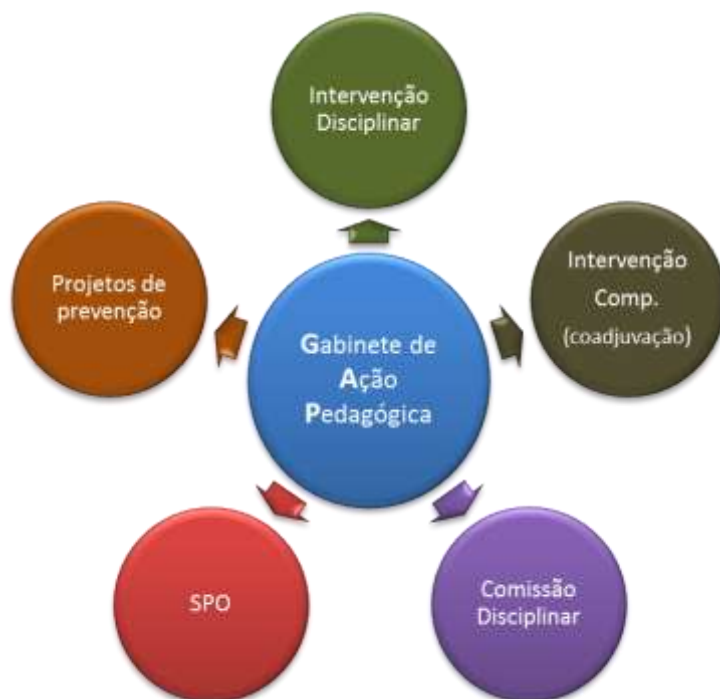 Intervenção
Disciplinar
Projetos de
prevenção
Intervenção
Comp.
(coadjuvação)
Gabinete de
Ação
Pedagógica
SPO
Comissão
Disciplinar